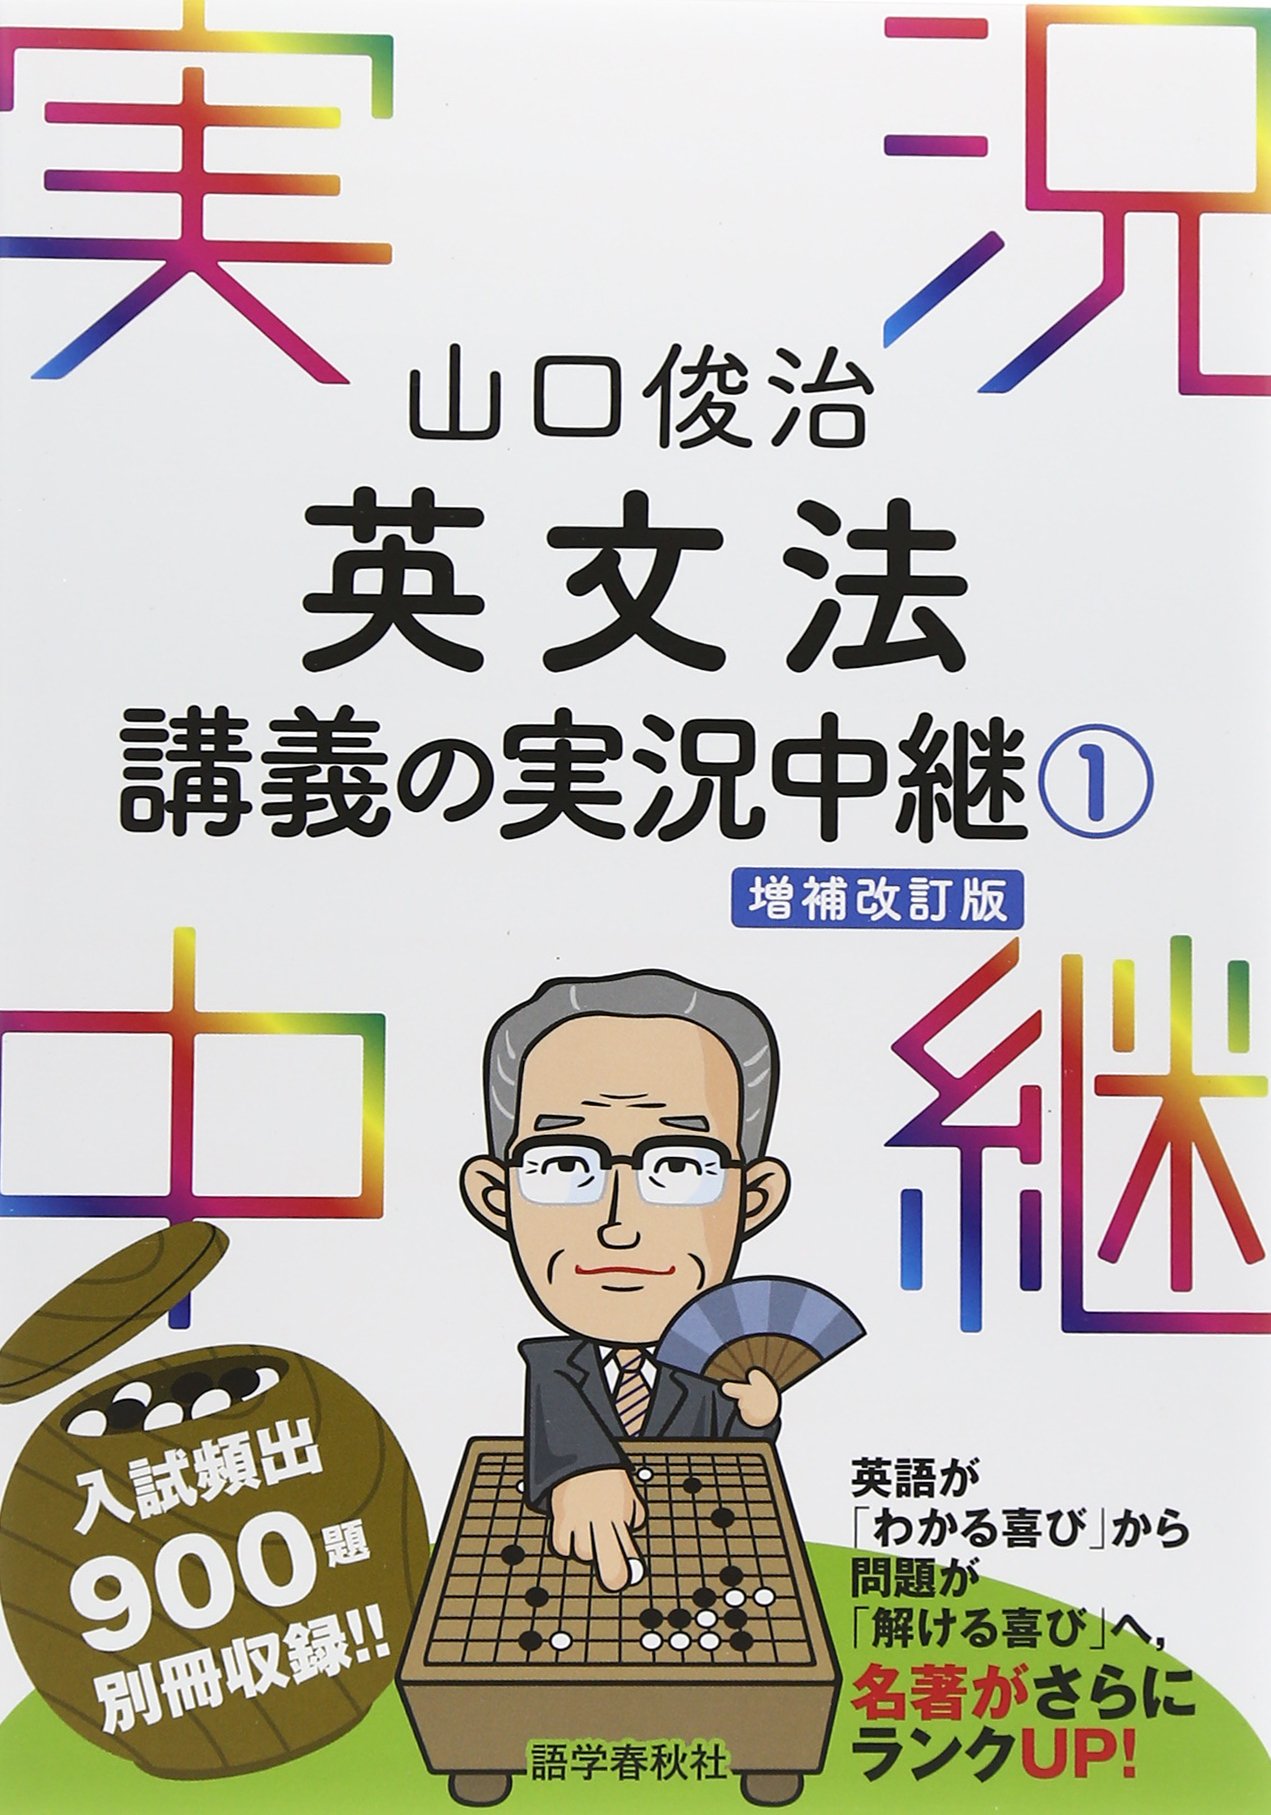 実況
山口俊治
英文法
講義の実況中継①
増補改訂版
中継
入試頻出
900題
別冊収録!!
英語が
「わかる喜び」から
問題が
「解ける喜び」へ,
名著がさらに
ランクUP!
語学春秋社